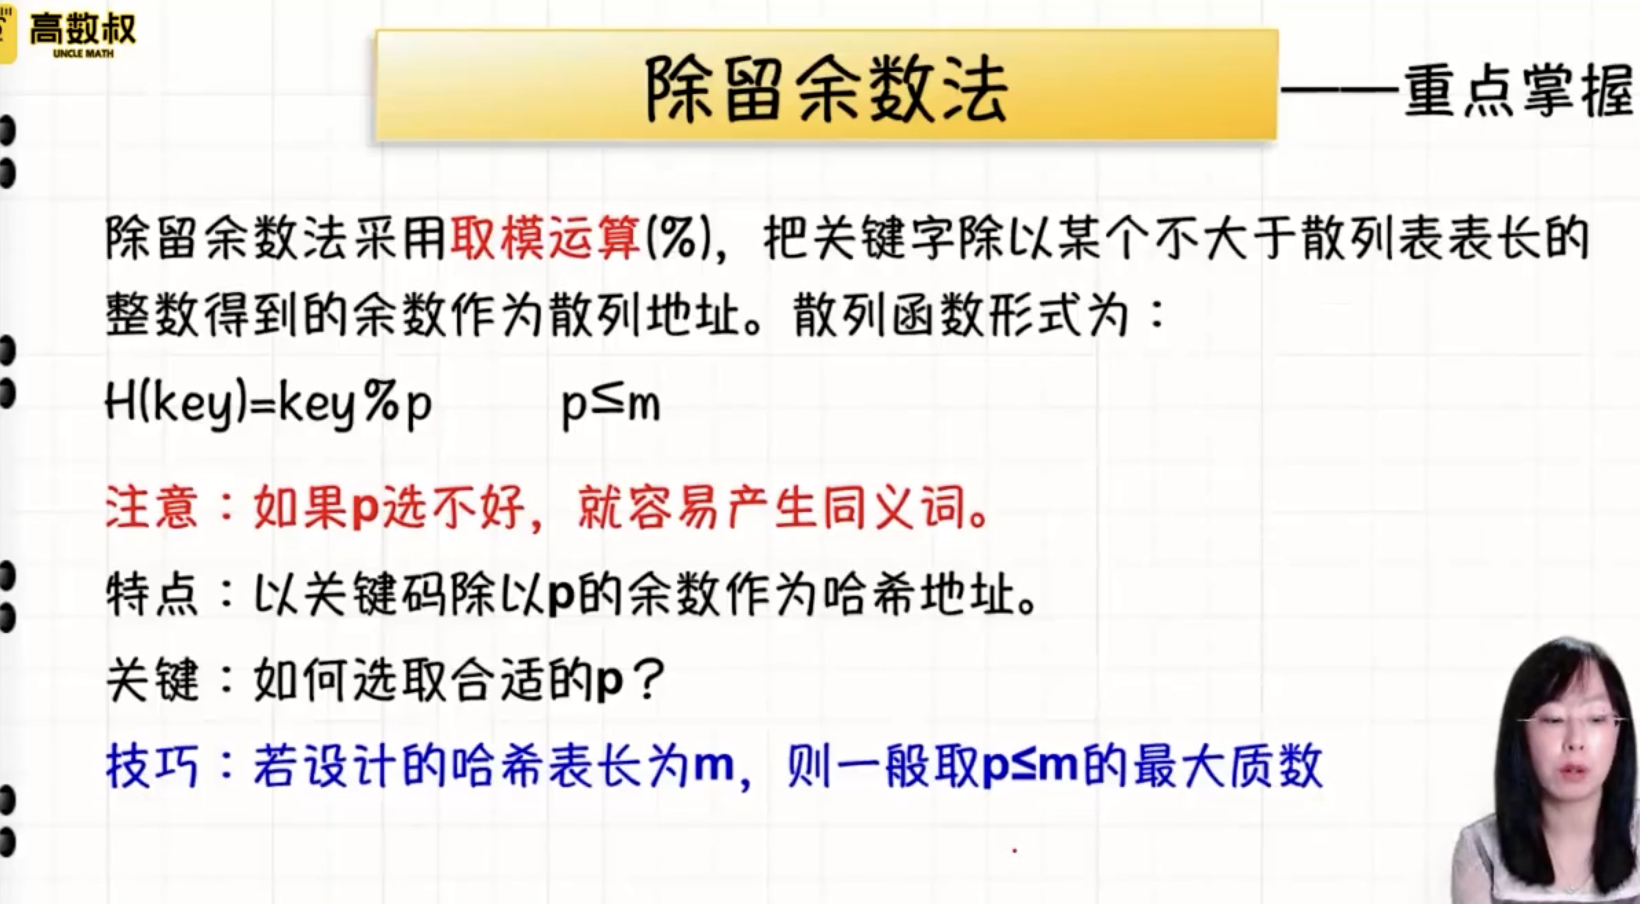 高数叔
UNCLE MATH
除留余数法
——重点掌握
除留余数法采用取模运算(%)，把关键字除以某个不大于散列表表长的
整数得到的余数作为散列地址。散列函数形式为：
H(key)=key%p p≤m
注意：如果p选不好，就容易产生同义词。
特点：以关键码除以p的余数作为哈希地址。
关键：如何选取合适的p？
技巧：若设计的哈希表长为m，则一般取p≤m的最大质数